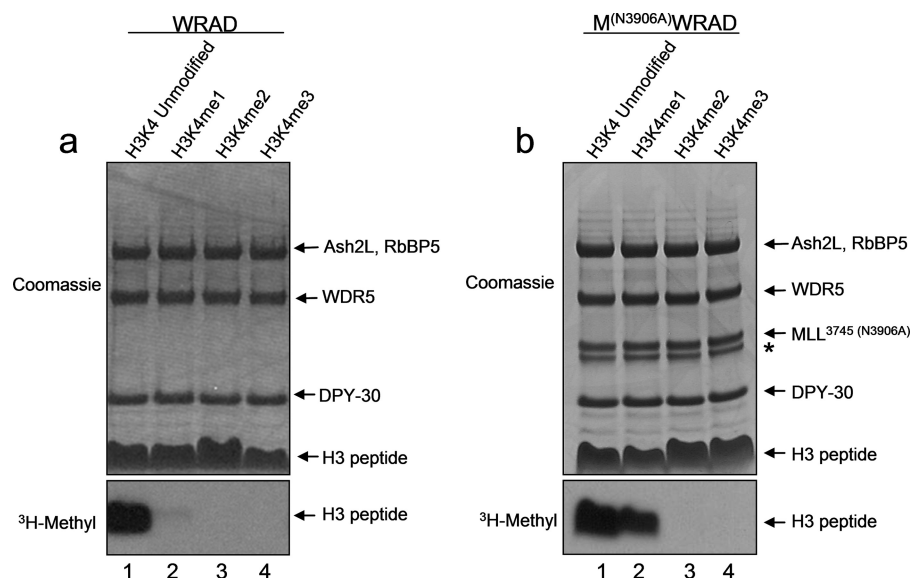 WRAD
H3K4 Unmodified
H3K4me1
H3K4me2
H3K4me3
a
Coomassie
Ash2L, RbBP5
WDR5
DPY-30
H3 peptide
³H-Methyl
H3 peptide
1 2 3 4
M(N3906A)WRAD
H3K4 Unmodified
H3K4me1
H3K4me2
H3K4me3
b
Coomassie
Ash2L, RbBP5
WDR5
MLL³⁷⁴⁵ (N3906A)
*
DPY-30
H3 peptide
³H-Methyl
H3 peptide
1 2 3 4